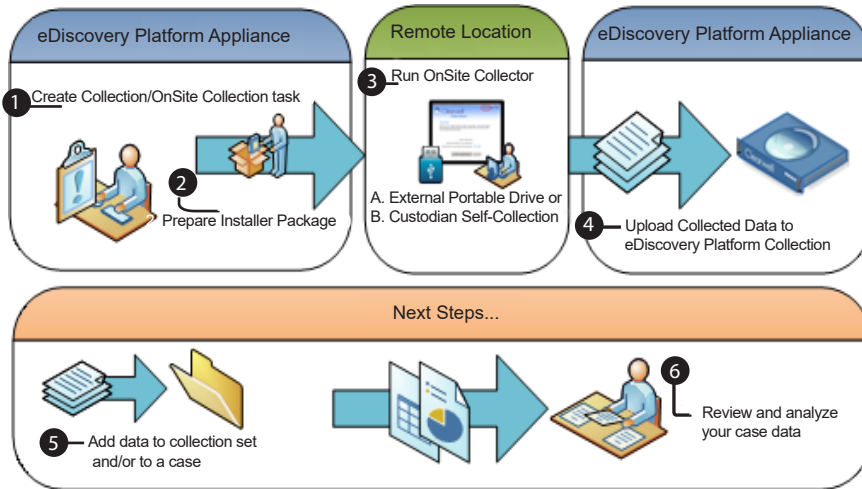 eDiscovery Platform Appliance
Remote Location
eDiscovery Platform Appliance
1
Create Collection/OnSite Collection task
2
Prepare Installer Package
3
Run OnSite Collector
A. External Portable Drive or
B. Custodian Self-Collection
4
Upload Collected Data to
eDiscovery Platform Collection
Next Steps...
5
Add data to collection set
and/or to a case
6
Review and analyze
your case data